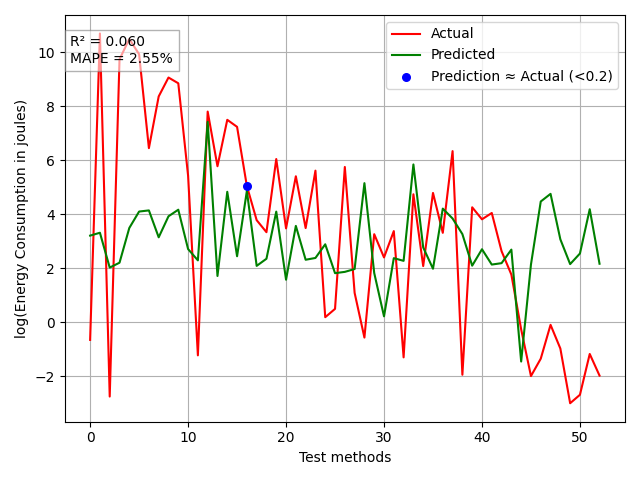 R² = 0.060
MAPE = 2.55%
Actual
Predicted
Prediction ≈ Actual (<0.2)
log(Energy Consumption in joules)
10
8
6
4
2
0
−2
0 10 20 30 40 50
Test methods